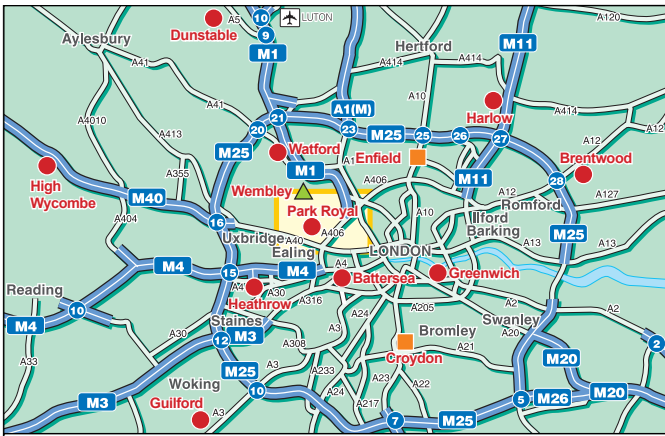 A5
10
LUTON
A120
Dunstable
9
Aylesbury
M1
Hertford
M11
A41
A414
A414
A10
A41
Harlow
A4010
A1(M)
A414
20
21
23
M25
25
26
27
A12
A413
M25
Watford
A1
Enfield
A12
High
Wycombe
A355
M1
A406
M11
Brentwood
28
Wembley
A12
A127
M40
Park Royal
A10
Romford
Ilford
A404
16
A406
Barking
M25
Uxbridge
A40
LONDON
A13
A13
Ealing
M4
15
M4
A4
Greenwich
Battersea
Reading
A4
A30
Heathrow
A316
A205
A2
10
Staines
A24
Swanley
A2
M4
A3
Bromley
A20
A30
12
M3
A308
A21
2
A33
Croydon
M20
Woking
M25
A3
A233
A23
A22
10
A24
M20
M3
Guilford
A3
A217
7
M25
5
M26